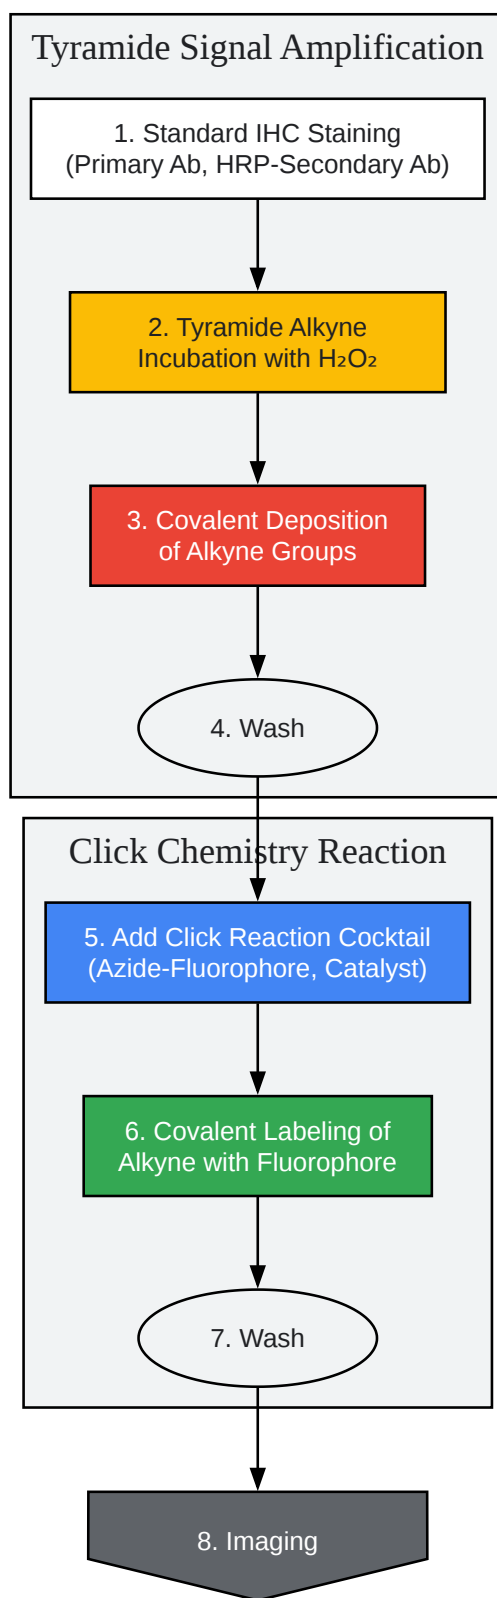 Tyramide Signal Amplification
1. Standard IHC Staining
(Primary Ab, HRP-Secondary Ab)
2. Tyramide Alkyne
Incubation with H₂O₂
3. Covalent Deposition
of Alkyne Groups
4. Wash
Click Chemistry Reaction
5. Add Click Reaction Cocktail
(Azide-Fluorophore, Catalyst)
6. Covalent Labeling of
Alkyne with Fluorophore
7. Wash
8. Imaging